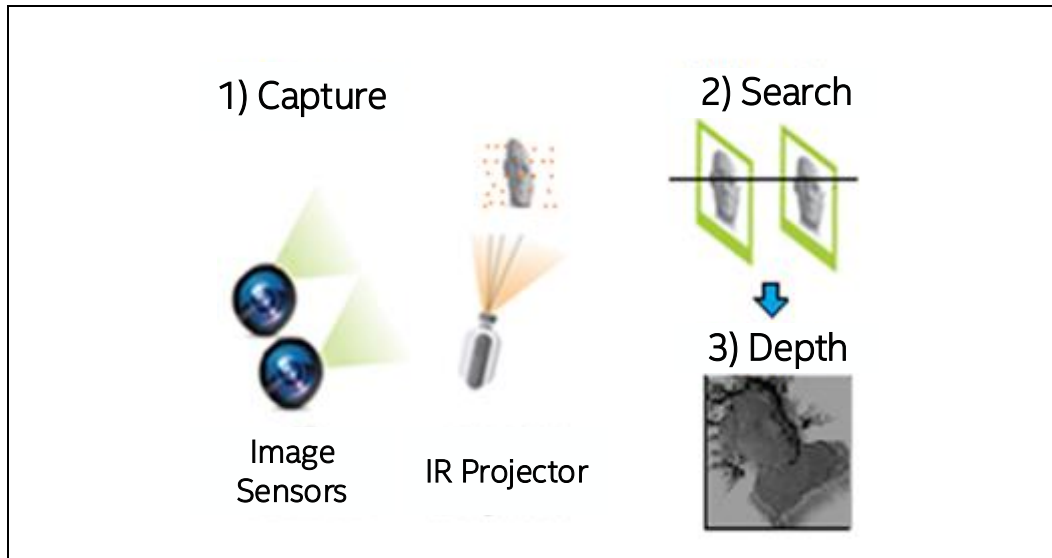 1) Capture
Image
Sensors
IR Projector
2) Search
3) Depth